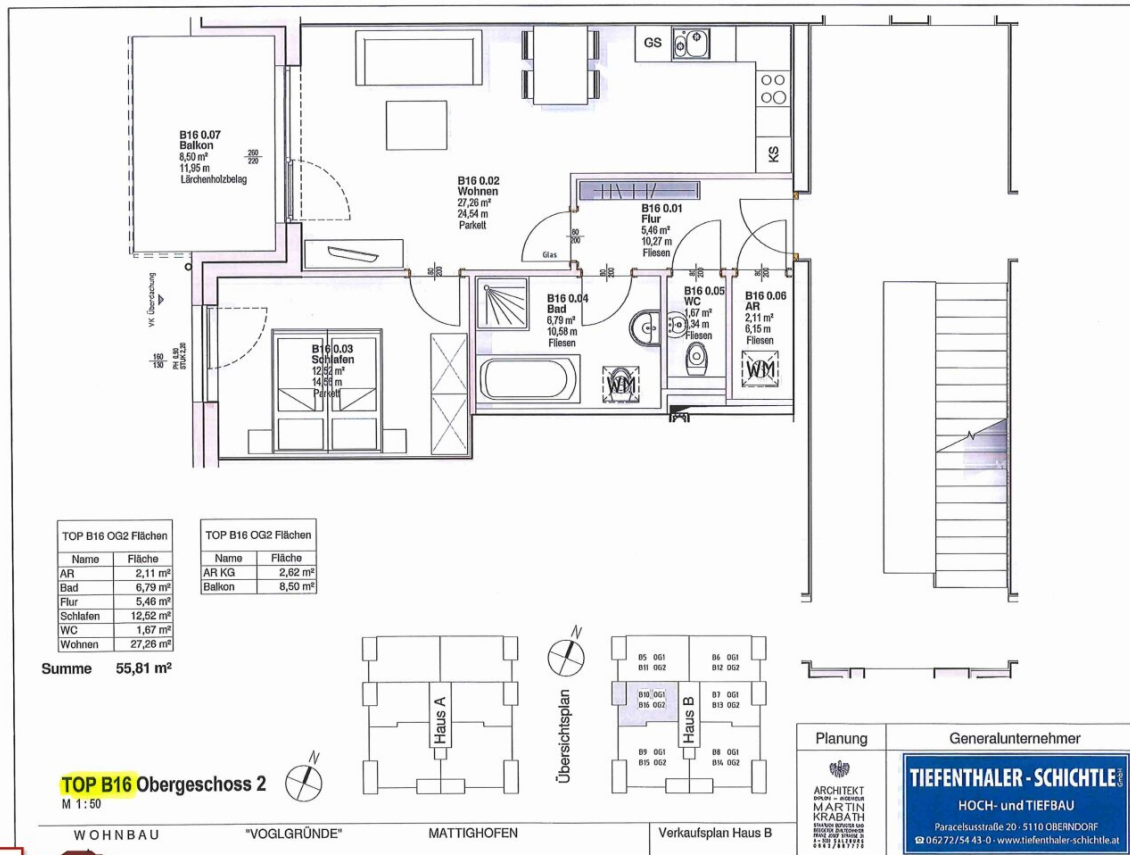 B16 0.07
Balkon
8,50 m²
11,95 m
Lärchenholzbelag
260
220
B16 0.02
Wohnen
27,26 m²
24,54 m
Parkett
GS
KS
B16 0.01
Flur
5,46 m²
10,27 m
Fliesen
80
200
Glas
80
200
80
200
80
200
80
200
VK Überdachung
160
130
PH 0,90
STUK 2,20
B16 0.03
Schlafen
12,52 m²
14,56 m
Parkett
B16 0.04
Bad
6,79 m²
10,58 m
Fliesen
WM
B16 0.05
WC
1,67 m²
,34 m
Fliesen
B16 0.06
AR
2,11 m²
6,15 m
Fliesen
WM
TOP B16 OG2 Flächen
Name Fläche
AR 2,11 m²
Bad 6,79 m²
Flur 5,46 m²
Schlafen 12,52 m²
WC 1,67 m²
Wohnen 27,26 m²
Summe 55,81 m²
TOP B16 OG2 Flächen
Name Fläche
AR KG 2,62 m²
Balkon 8,50 m²
Haus A
N
Übersichtsplan
B5 OG1
B11 OG2
B6 OG1
B12 OG2
B10 OG1
B16 OG2
B7 OG1
B13 OG2
B9 OG1
B15 OG2
B8 OG1
B14 OG2
Haus B
N
TOP B16 Obergeschoss 2
M 1:50
N
WOHNBAU "VOGLGRÜNDE" MATTIGHOFEN Verkaufsplan Haus B
Planung
ARCHITEKT
MARTIN
KRABATH
Generalunternehmer
TIEFENTHALER - SCHICHTLE GmbH
HOCH- und TIEFBAU
Paracelsusstraße 20 · 5110 OBERNDORF
06272/54 43-0 · www.tiefenthaler-schichtle.at